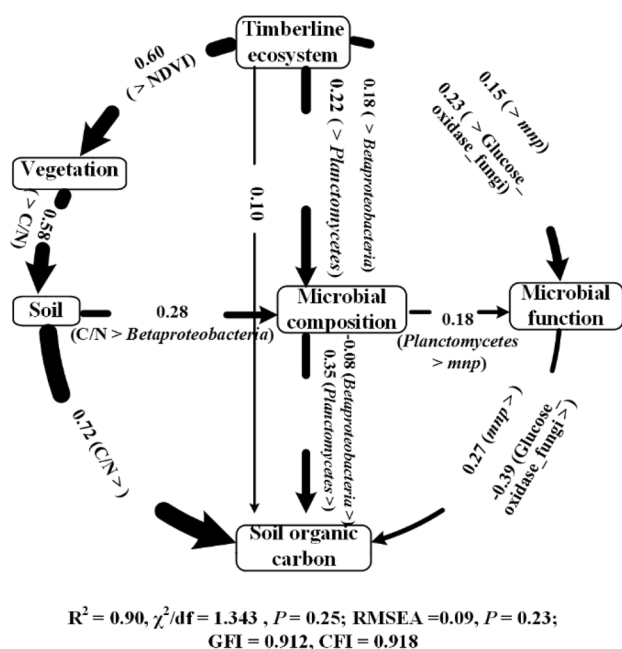 Timberline
ecosystem
0.60
(> NDVI)
0.18 (> Betaproteobacteria)
0.22 (> Planctomycetes)
0.15 (> mnp)
0.23 ( > Glucose_
oxidase_fungi)
Vegetation
0.10
0.58
(> C/N)
Soil
0.28
(C/N > Betaproteobacteria)
Microbial
composition
0.18
(Planctomycetes
> mnp)
Microbial
function
0.72 (C/N >)
-0.08 (Betaproteobacteria >)
0.35 (Planctomycetes>)
0.27 (mnp >)
-0.39 (Glucose_
oxidase_fungi >)
Soil organic
carbon
R² = 0.90, χ²/df = 1.343 , P = 0.25; RMSEA =0.09, P = 0.23;
GFI = 0.912, CFI = 0.918